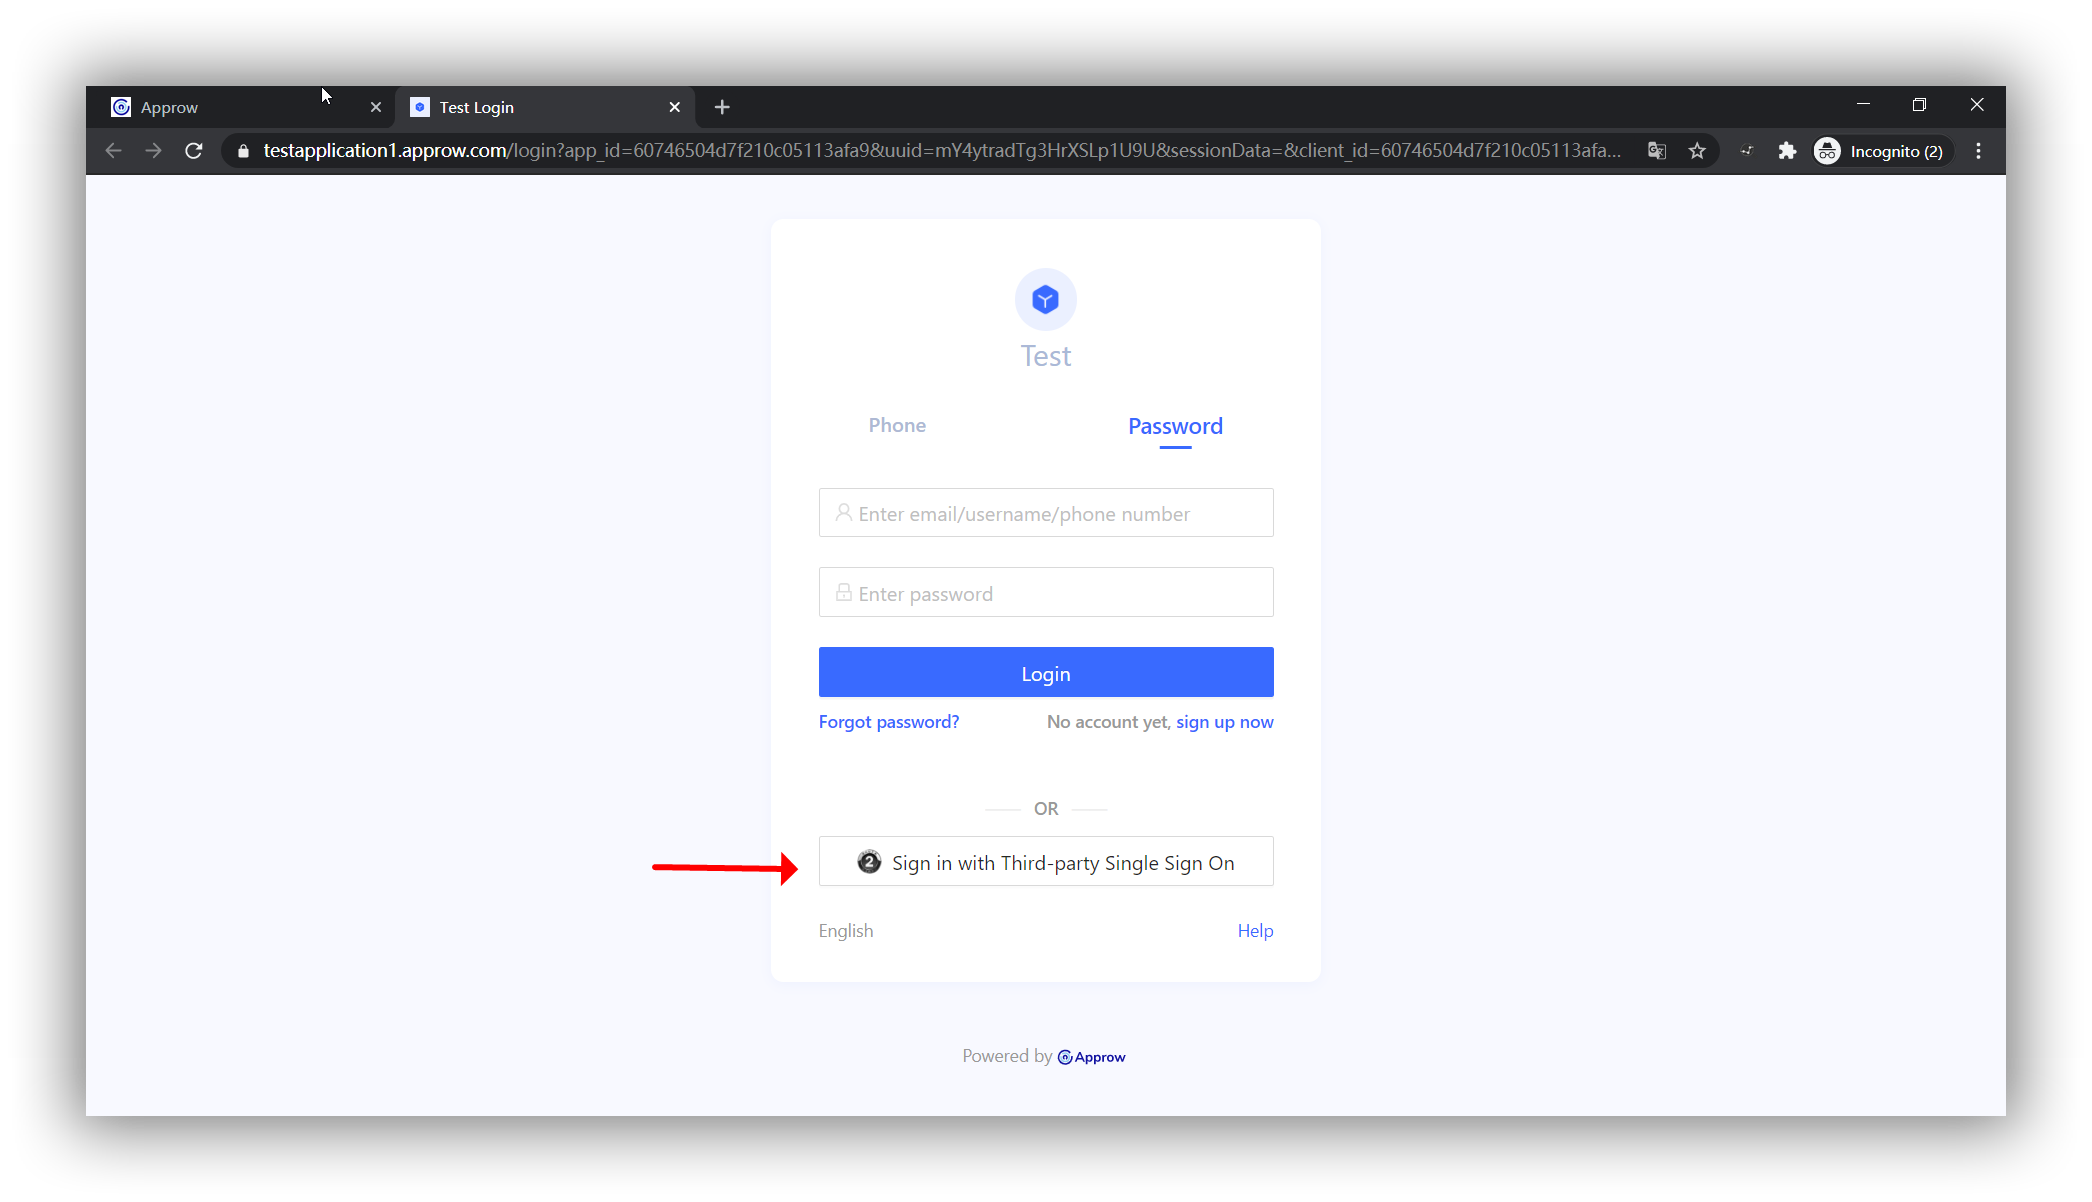 Approw
Test Login
testapplication1.approw.com/login?app_id=60746504d7f210c05113afa9&uuid=mY4ytradTg3HrXSLp1U9U&sessionData=&client_id=60746504d7f210c05113afa...
Incognito (2)
Test
Phone
Password
Enter email/username/phone number
Enter password
Login
Forgot password?
No account yet, sign up now
OR
2 Sign in with Third-party Single Sign On
English
Help
Powered by Approw